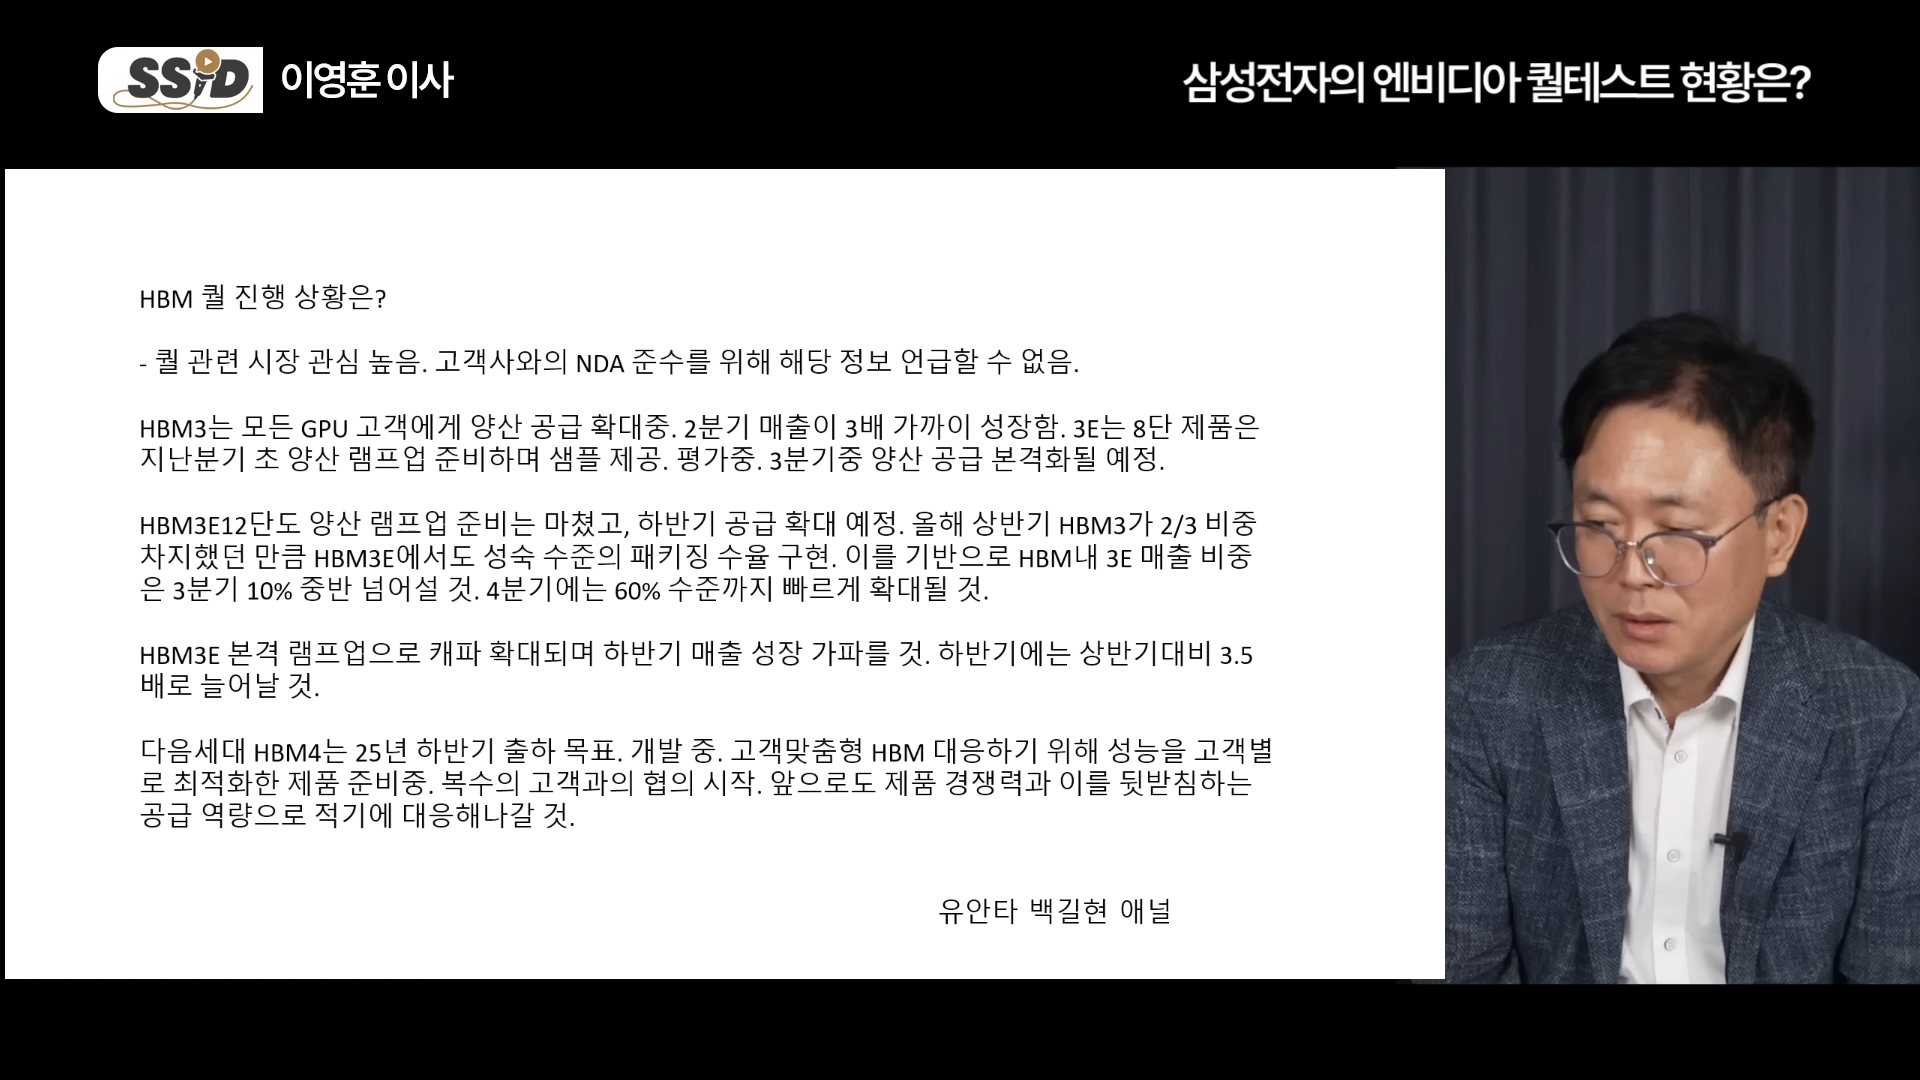 SSiD 이영훈 이사
삼성전자의 엔비디아 퀄테스트 현황은?
HBM 퀄 진행 상황은?
- 퀄 관련 시장 관심 높음. 고객사와의 NDA 준수를 위해 해당 정보 언급할 수 없음.
HBM3는 모든 GPU 고객에게 양산 공급 확대중. 2분기 매출이 3배 가까이 성장함. 3E는 8단 제품은
지난분기 초 양산 램프업 준비하며 샘플 제공. 평가중. 3분기중 양산 공급 본격화될 예정.
HBM3E12단도 양산 램프업 준비는 마쳤고, 하반기 공급 확대 예정. 올해 상반기 HBM3가 2/3 비중
차지했던 만큼 HBM3E에서도 성숙 수준의 패키징 수율 구현. 이를 기반으로 HBM내 3E 매출 비중
은 3분기 10% 중반 넘어설 것. 4분기에는 60% 수준까지 빠르게 확대될 것.
HBM3E 본격 램프업으로 캐파 확대되며 하반기 매출 성장 가파를 것. 하반기에는 상반기대비 3.5
배로 늘어날 것.
다음세대 HBM4는 25년 하반기 출하 목표. 개발 중. 고객맞춤형 HBM 대응하기 위해 성능을 고객별
로 최적화한 제품 준비중. 복수의 고객과의 협의 시작. 앞으로도 제품 경쟁력과 이를 뒷받침하는
공급 역량으로 적기에 대응해나갈 것.
유안타 백길현 애널